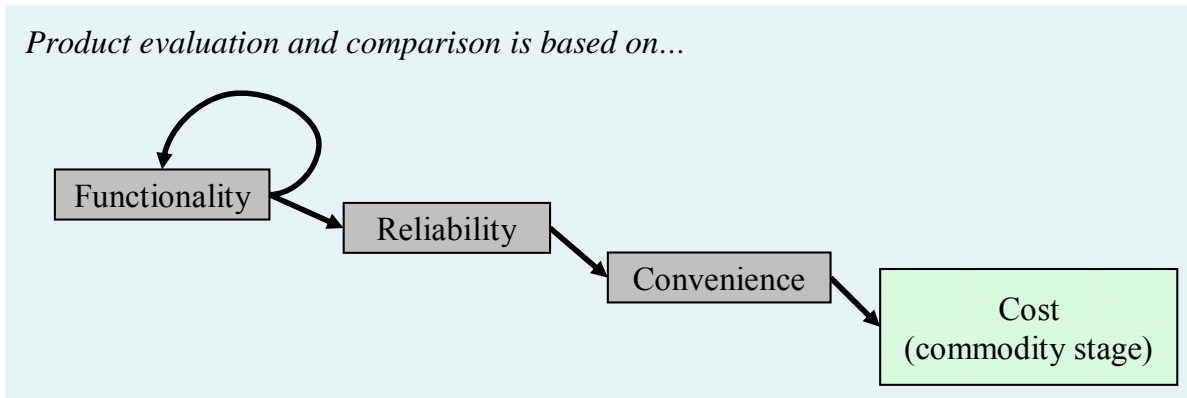 Product evaluation and comparison is based on…
Functionality
Reliability
Convenience
Cost
(commodity stage)